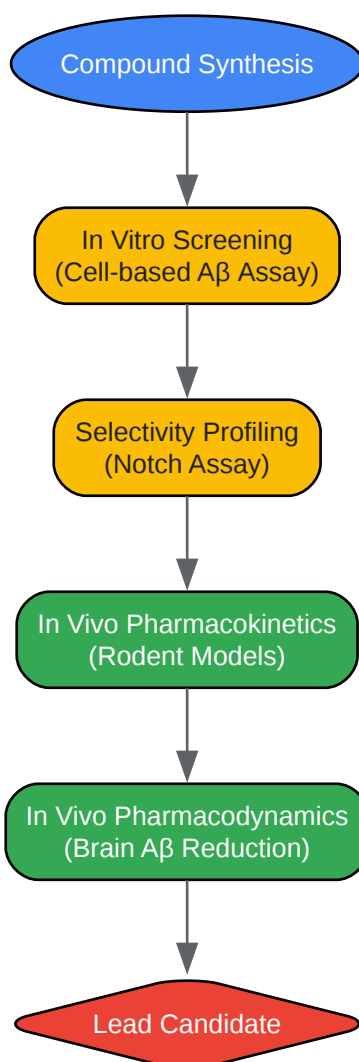 Compound Synthesis
In Vitro Screening
(Cell-based Aβ Assay)
Selectivity Profiling
(Notch Assay)
In Vivo Pharmacokinetics
(Rodent Models)
In Vivo Pharmacodynamics
(Brain Aβ Reduction)
Lead Candidate